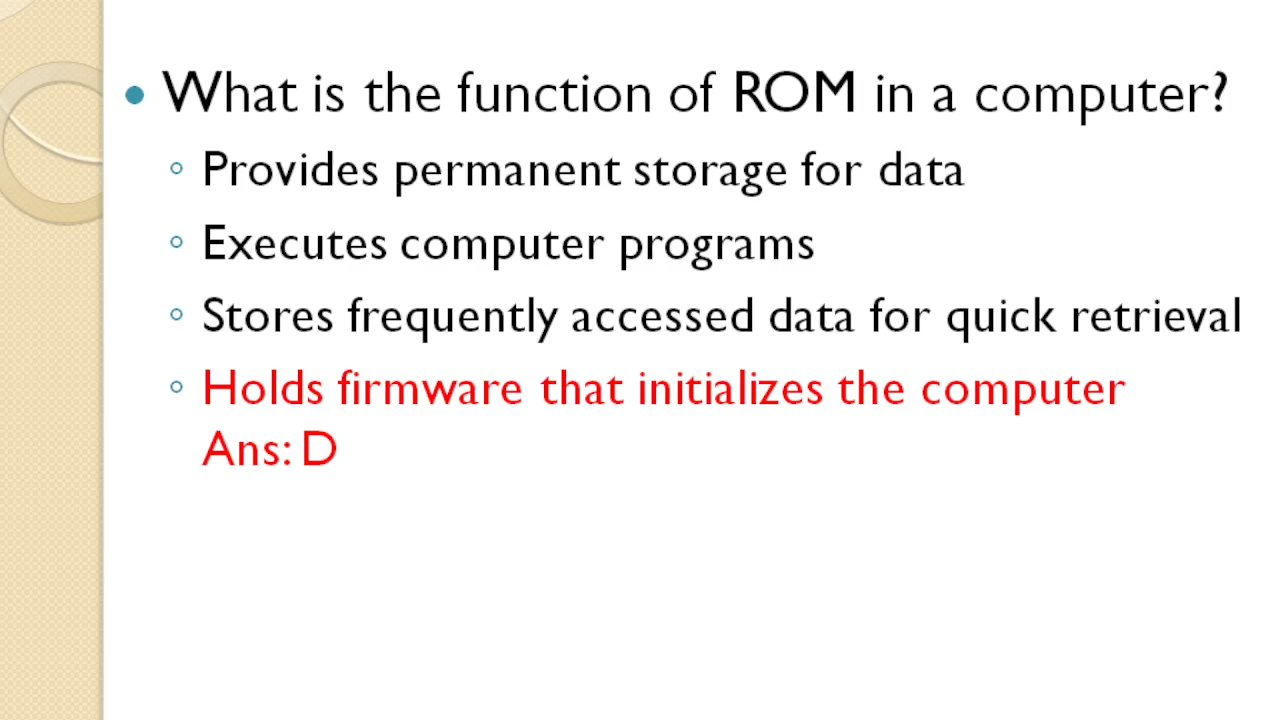 What is the function of ROM in a computer?
Provides permanent storage for data
Executes computer programs
Stores frequently accessed data for quick retrieval
Holds firmware that initializes the computer
Ans: D